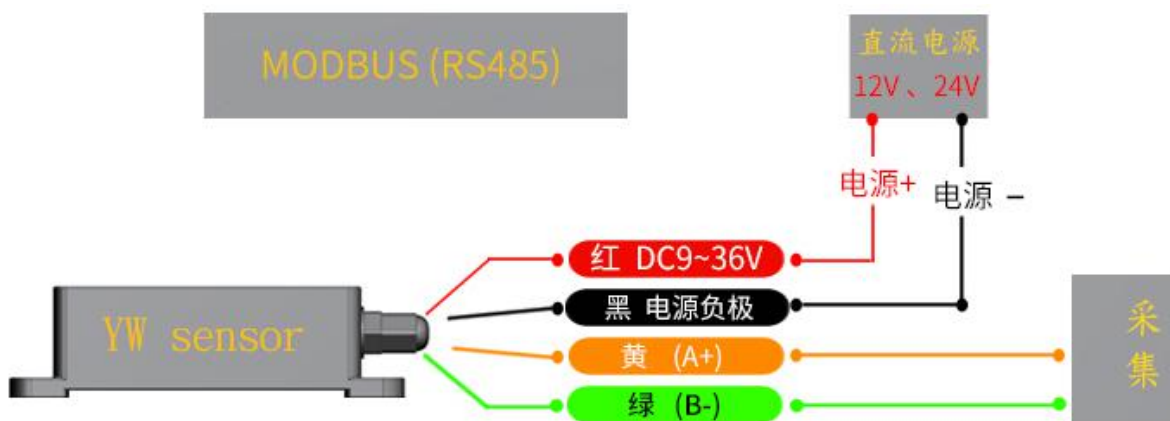 MODBUS (RS485)
直流电源
12V 、24V
电源+
电源 －
红 DC9~36V
黑 电源负极
黄 (A+)
绿 (B-)
YW sensor
采
集